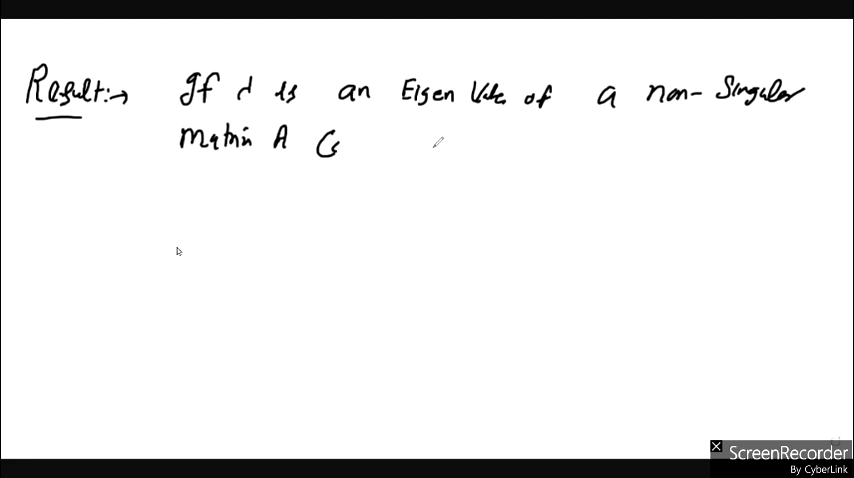 Result:→ If λ is an Eigen Value of a non-Singular
Matrix A
ScreenRecorder
By CyberLink